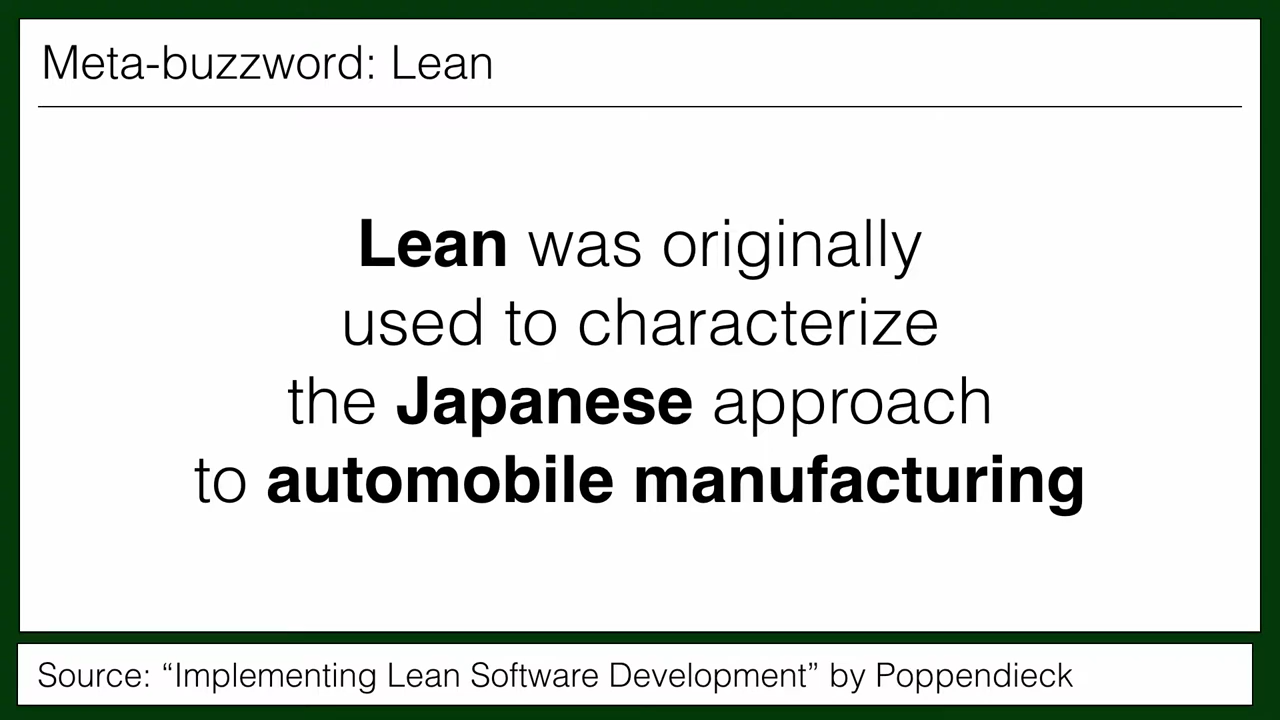 Meta-buzzword: Lean
Lean was originally
used to characterize
the Japanese approach
to automobile manufacturing
Source: “Implementing Lean Software Development” by Poppendieck